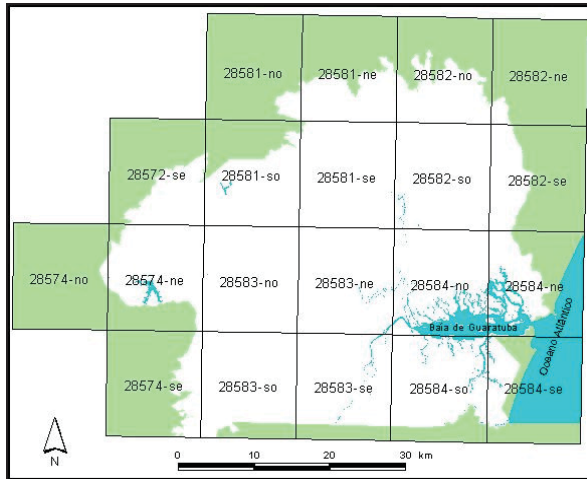 28581-no
28581-ne
28582-no
28582-ne
28572-se
28581-so
28581-se
28582-so
28582-se
28574-no
28574-ne
28583-no
28583-ne
28584-no
28584-ne
Baia de Guaratuba
Oceano Atlântico
28574-se
28583-so
28583-se
28584-so
28584-se
N
0 10 20 30 km